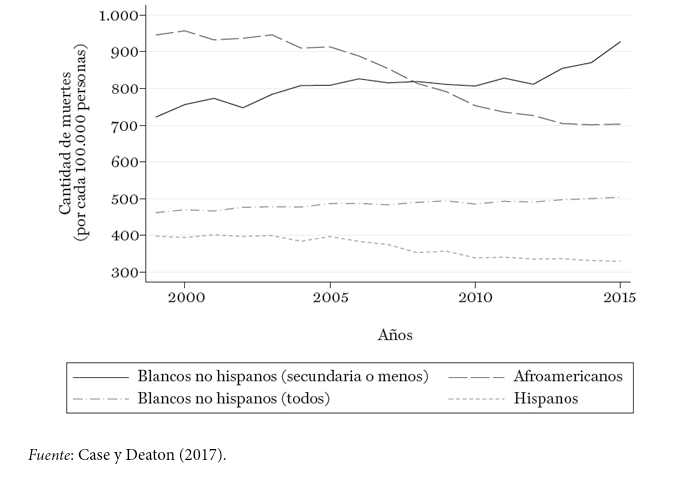 1.000
900
800
700
600
500
400
300
Cantidad de muertes
(por cada 100.000 personas)
2000 2005 2010 2015
Años
Blancos no hispanos (secundaria o menos) Afroamericanos
Blancos no hispanos (todos) Hispanos
Fuente: Case y Deaton (2017).